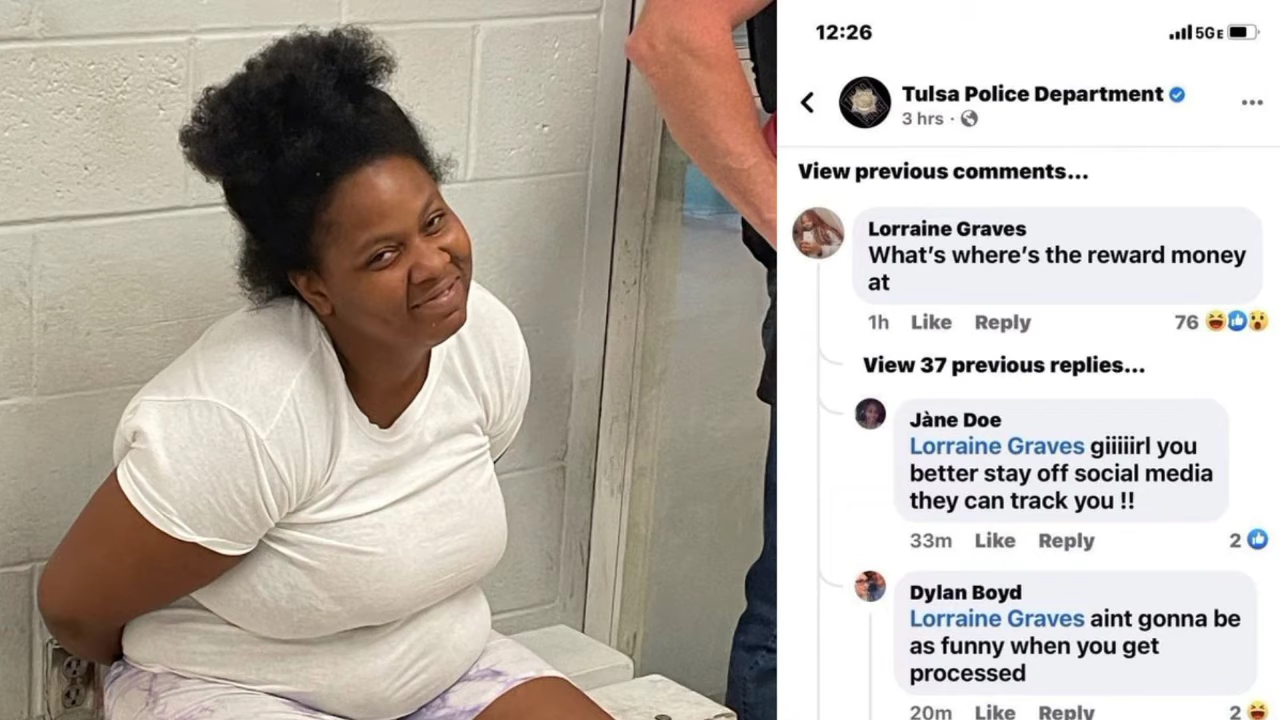 12:26
5GE
Tulsa Police Department
3 hrs ·
View previous comments...
Lorraine Graves
What's where's the reward money
at
1h Like Reply 76
View 37 previous replies...
Jàne Doe
Lorraine Graves giiiiirl you
better stay off social media
they can track you !!
33m Like Reply 2
Dylan Boyd
Lorraine Graves aint gonna be
as funny when you get
processed
20m Like Reply 2